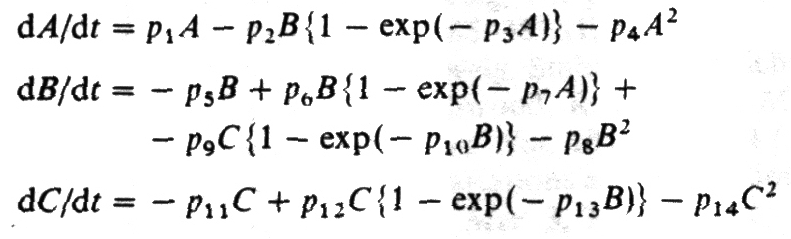 dA/dt = p₁A − p₂B{1 − exp(− p₃A)} − p₄A²
dB/dt = − p₅B + p₆B{1 − exp(− p₇A)} +
− p₉C{1 − exp(− p₁₀B)} − p₈B²
dC/dt = − p₁₁C + p₁₂C{1 − exp(− p₁₃B)} − p₁₄C²